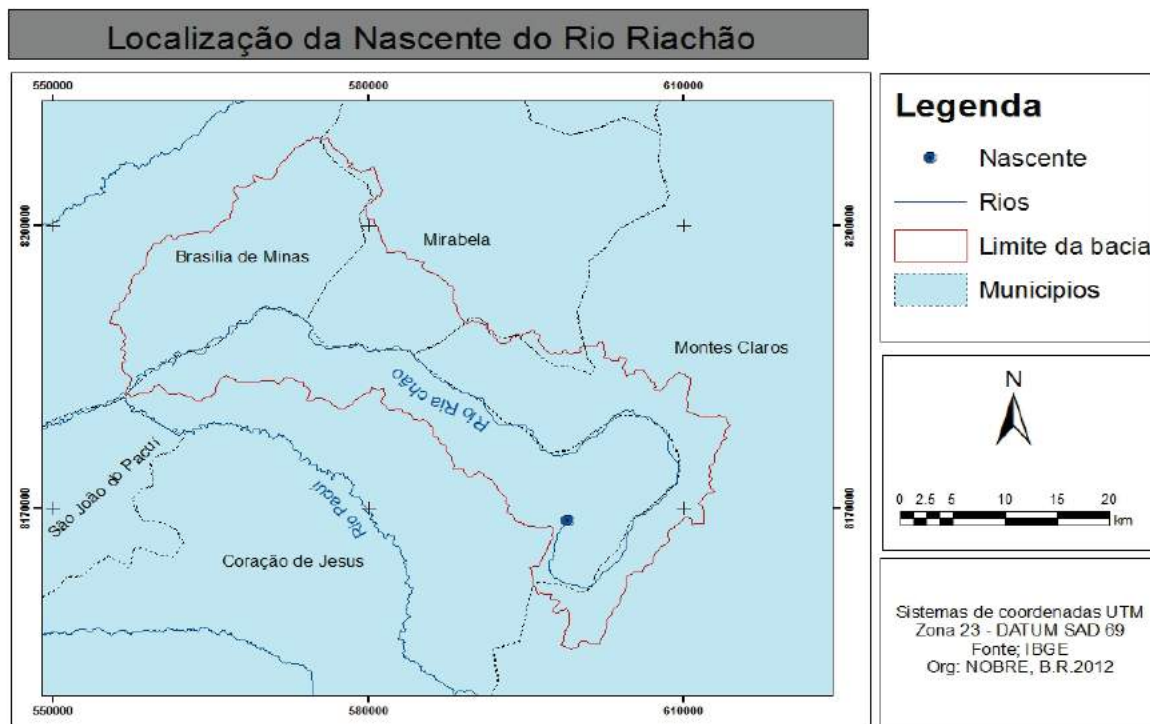 Localização da Nascente do Rio Riachão
550000
580000
610000
8200000
8200000
Mirabela
Brasilia de Minas
Montes Claros
Rio Riachão
São João do Pacuí
Rio Pacuí
8170000
8170000
Coração de Jesus
550000
580000
610000
Legenda
Nascente
Rios
Limite da bacia
Municipios
N
0 2.5 5 10 15 20
km
Sistemas de coordenadas UTM
Zona 23 - DATUM SAD 69
Fonte; IBGE
Org: NOBRE, B.R.2012